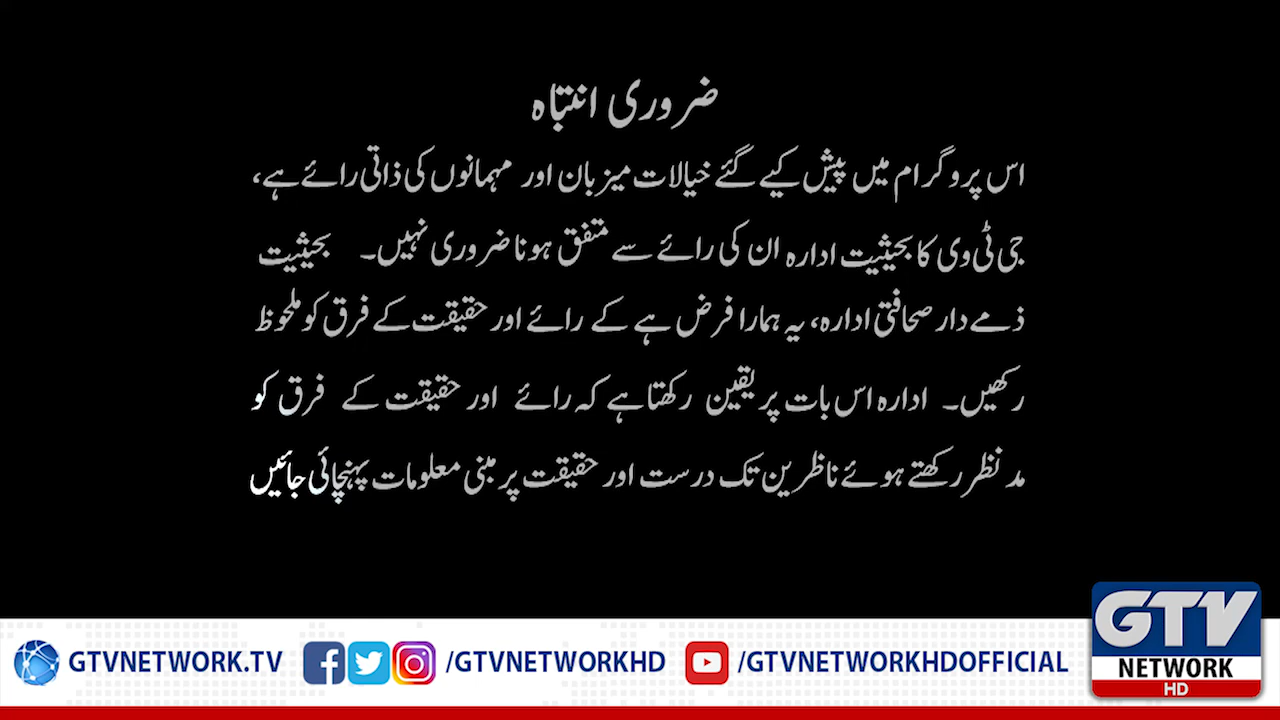 ضروری انتباہ
اس پروگرام میں پیش کیے گئے خیالات میزبان اور مہمانوں کی ذاتی رائے ہے،
جی ٹی وی کا بحیثیت ادارہ ان کی رائے سے متفق ہونا ضروری نہیں۔ بحیثیت
ذمے دار صحافتی ادارہ، یہ ہمارا فرض ہے کے رائے اور حقیقت کے فرق کو ملحوظ
رکھیں۔ ادارہ اس بات پر یقین رکھتا ہے کہ رائے اور حقیقت کے فرق کو
مد نظر رکھتے ہوئے ناظرین تک درست اور حقیقت پر مبنی معلومات پہنچائی جائیں
GTVNETWORK.TV /GTVNETWORKHD /GTVNETWORKHDOFFICIAL
GTV
NETWORK
HD